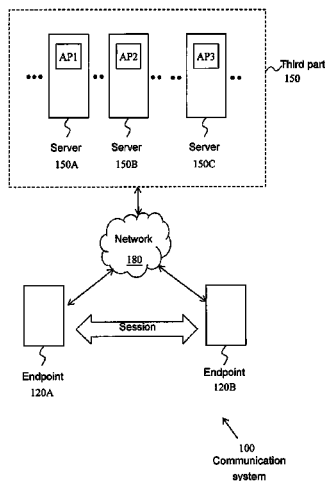 AP1
AP2
AP3
Third part
150
Server
150A
Server
150B
Server
150C
Network
180
Session
Endpoint
120A
Endpoint
120B
100
Communication
system